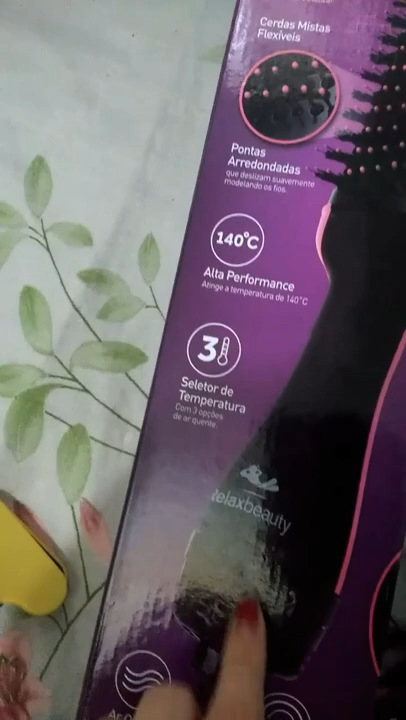 Cerdas Mistas
Flexíveis
Pontas
Arredondadas
que deslizam suavemente
modelando os fios.
140°C
Alta Performance
Atinge a temperatura de 140°C
3
Seletor de
Temperatura
Com 3 opções
de ar quente.
relaxbeauty